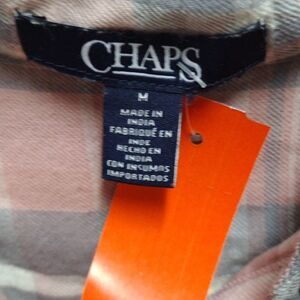 CHAPS
M
MADE IN
INDIA
FABRIQUÉ EN
INDE
HECHO EN
INDIA
CON INSUMOS
IMPORTADOS